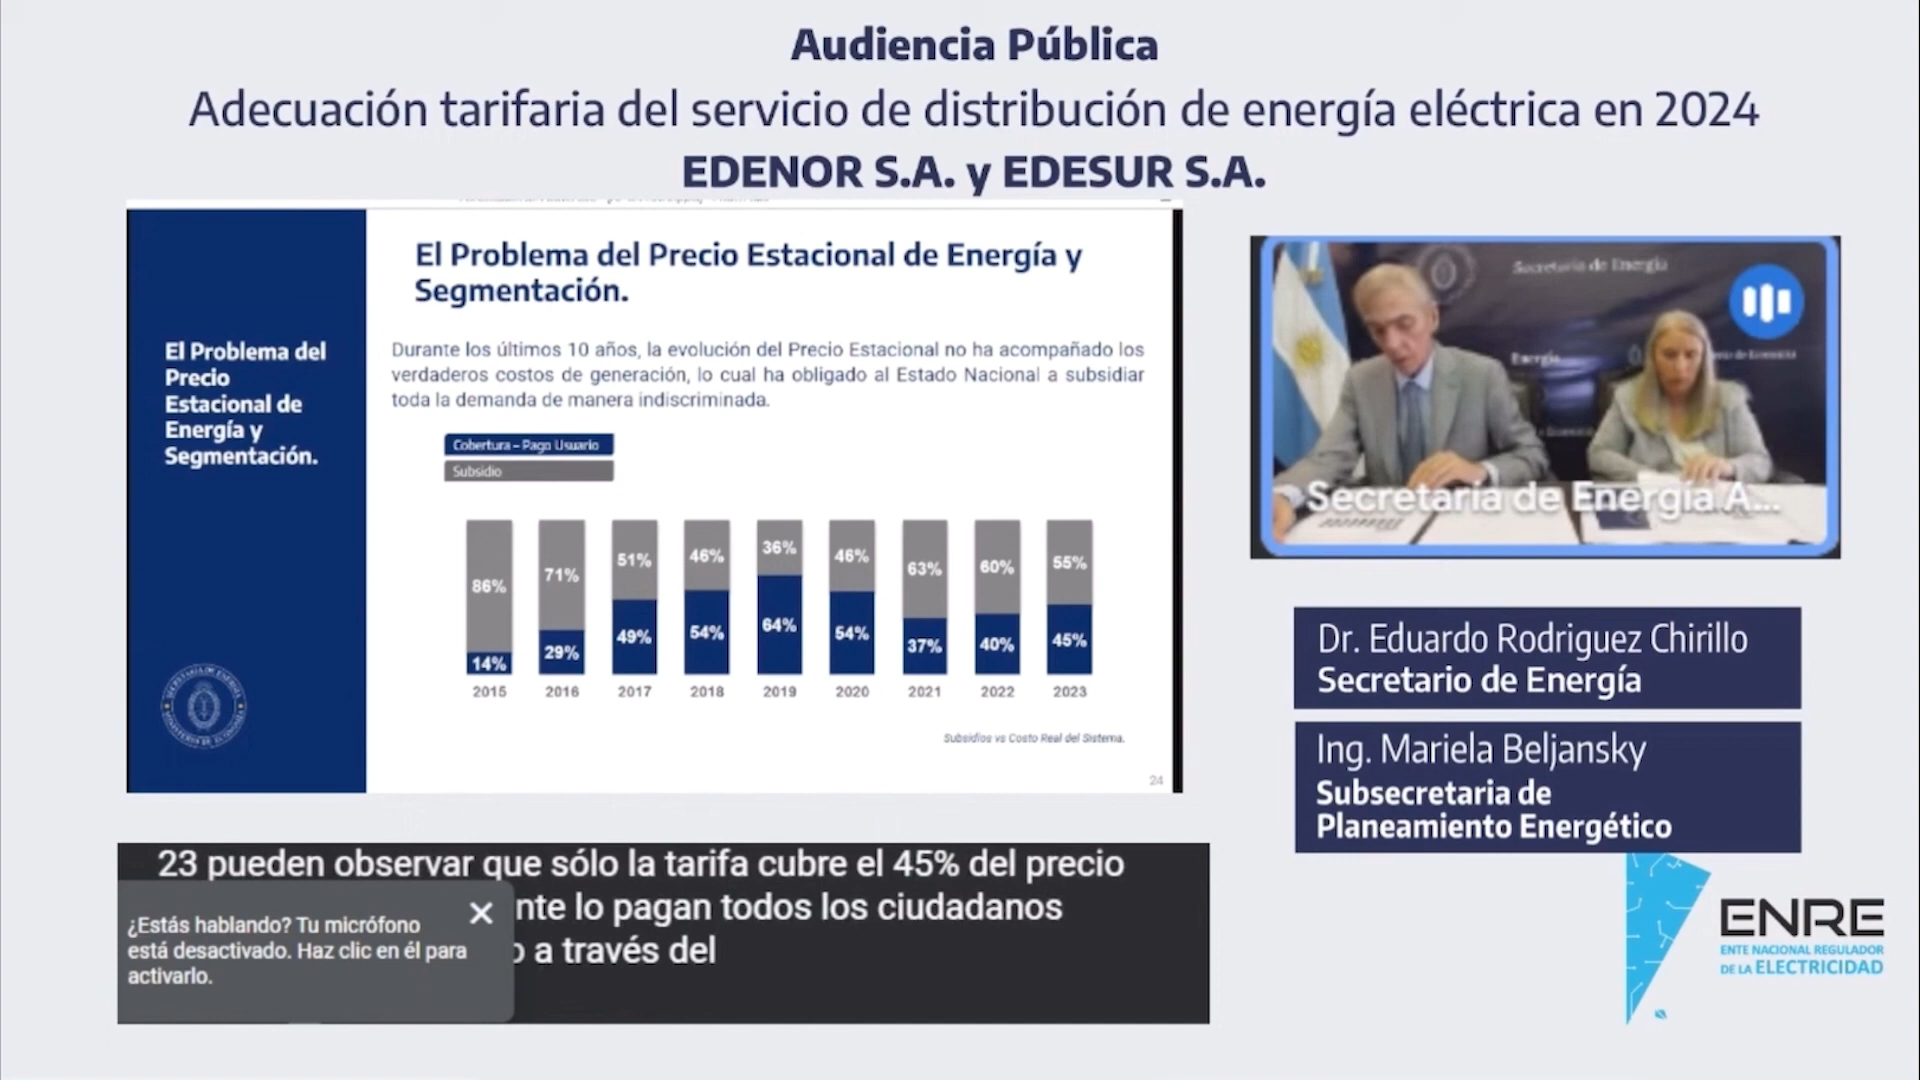 Audiencia Pública
Adecuación tarifaria del servicio de distribución de energía eléctrica en 2024
EDENOR S.A. y EDESUR S.A.
El Problema del
Precio
Estacional de
Energía y
Segmentación.
El Problema del Precio Estacional de Energía y
Segmentación.
Durante los últimos 10 años, la evolución del Precio Estacional no ha acompañado los
verdaderos costos de generación, lo cual ha obligado al Estado Nacional a subsidiar
toda la demanda de manera indiscriminada.
Cobertura – Pago Usuario
Subsidio
86% 71% 51% 46% 36% 46% 63% 60% 55%
14% 29% 49% 54% 64% 54% 37% 40% 45%
2015 2016 2017 2018 2019 2020 2021 2022 2023
Subsidios vs Costo Real del Sistema.
24
SECRETARÍA DE ENERGÍA
MINISTERIO DE ECONOMÍA
Secretaría de Energía
Energía
Secretaría de Energía A...
Dr. Eduardo Rodriguez Chirillo
Secretario de Energía
Ing. Mariela Beljansky
Subsecretaria de
Planeamiento Energético
23 pueden observar que sólo la tarifa cubre el 45% del precio
nte lo pagan todos los ciudadanos
o a través del
¿Estás hablando? Tu micrófono
está desactivado. Haz clic en él para
activarlo.
ENRE
ENTE NACIONAL REGULADOR
DE LA ELECTRICIDAD